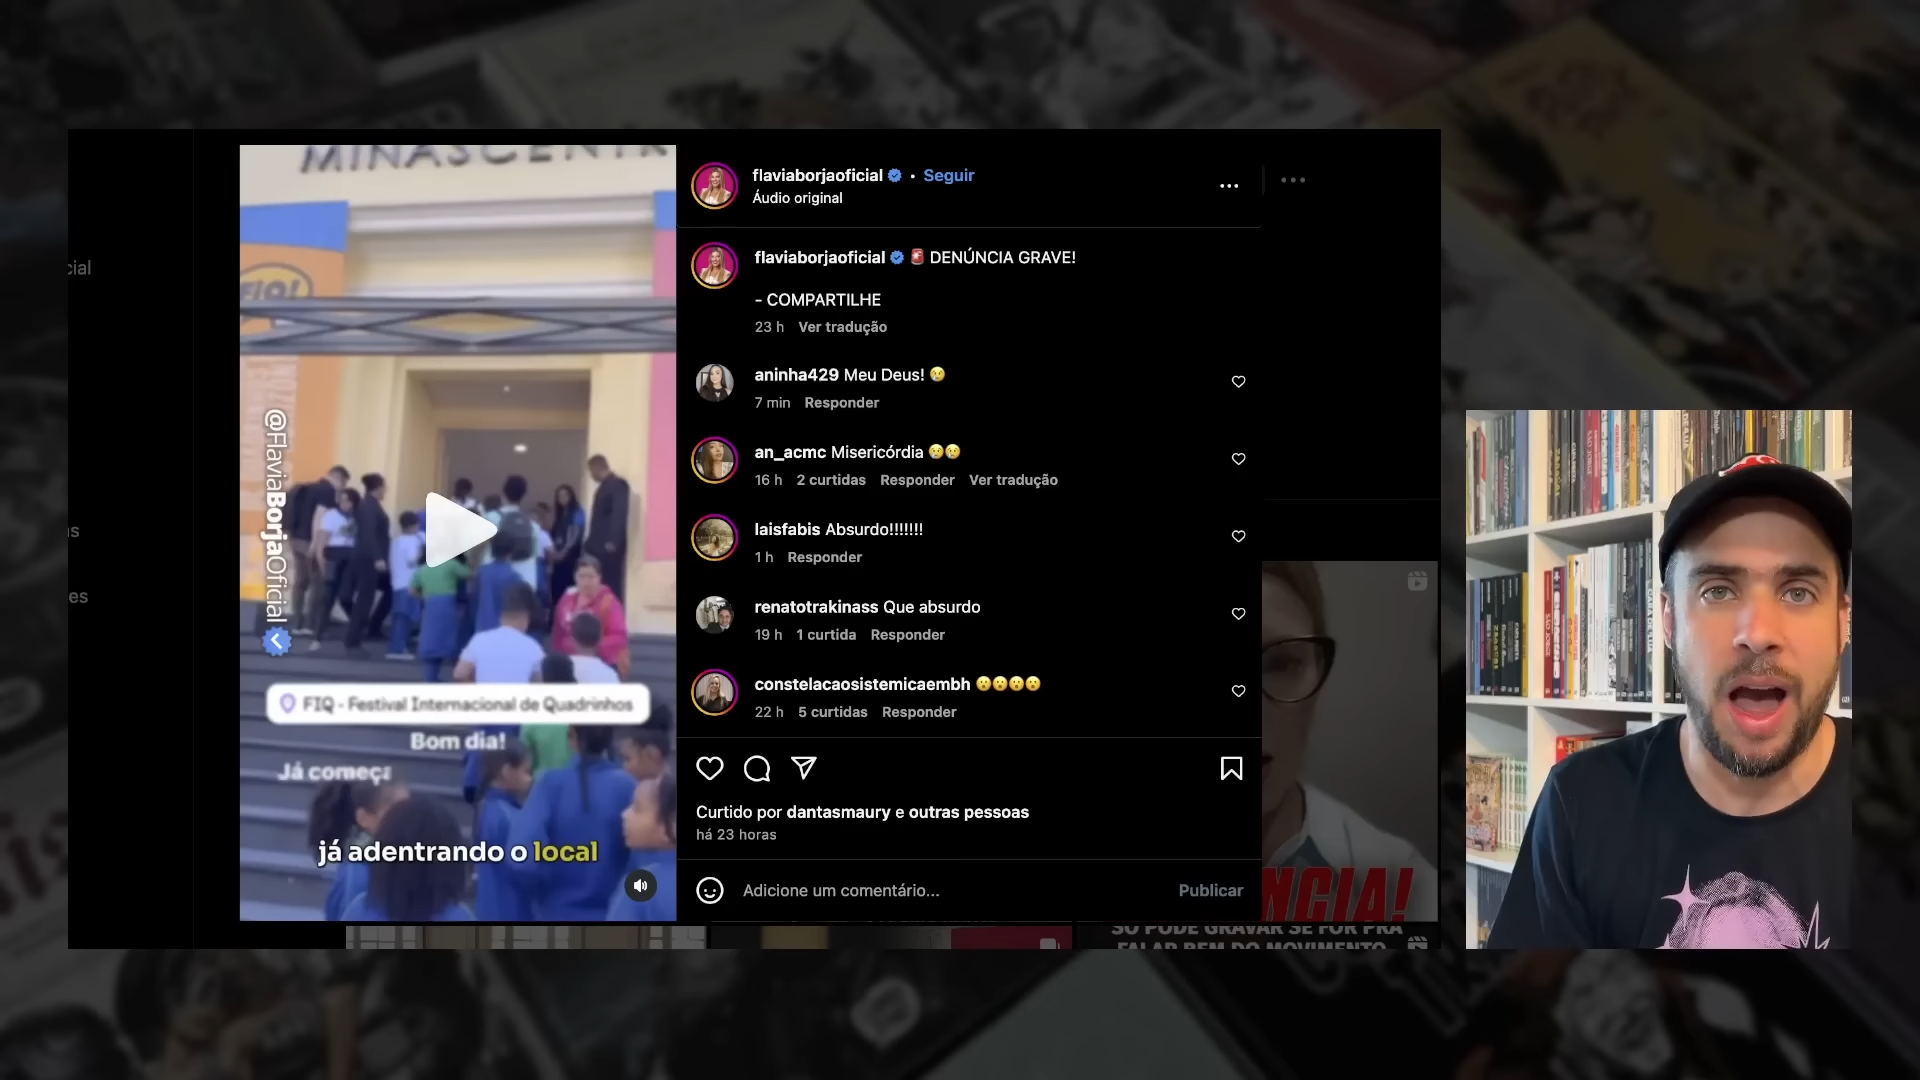 MINASCENTR
FIQ!
@FlaviaBorjaOficial
FIQ - Festival Internacional de Quadrinhos
Bom dia!
Já começa
já adentrando o local
cial
s
es
flaviaborjaoficial • Seguir
Áudio original
flaviaborjaoficial 🚨 DENÚNCIA GRAVE!
- COMPARTILHE
23 h Ver tradução
aninha429 Meu Deus! 😢
7 min Responder
an_acmc Misericórdia 😢😢
16 h 2 curtidas Responder Ver tradução
laisfabis Absurdo!!!!!!!
1 h Responder
renatotrakinass Que absurdo
19 h 1 curtida Responder
constelacaosistemicaembh 😮😮😮😮
22 h 5 curtidas Responder
Curtido por dantasmaury e outras pessoas
há 23 horas
Adicione um comentário...
Publicar
NCIA!
SÓ PODE GRAVAR SE FOR PRA
FALAR BEM DO MOVIMENTO